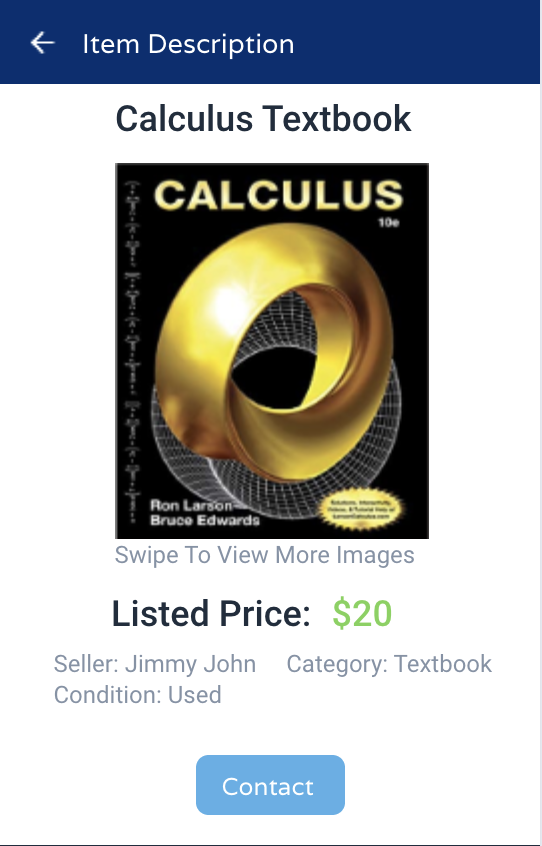 Item Description
Calculus Textbook
CALCULUS
10e
Ron Larson
Bruce Edwards
Swipe To View More Images
Listed Price: $20
Seller: Jimmy John Category: Textbook
Condition: Used
Contact